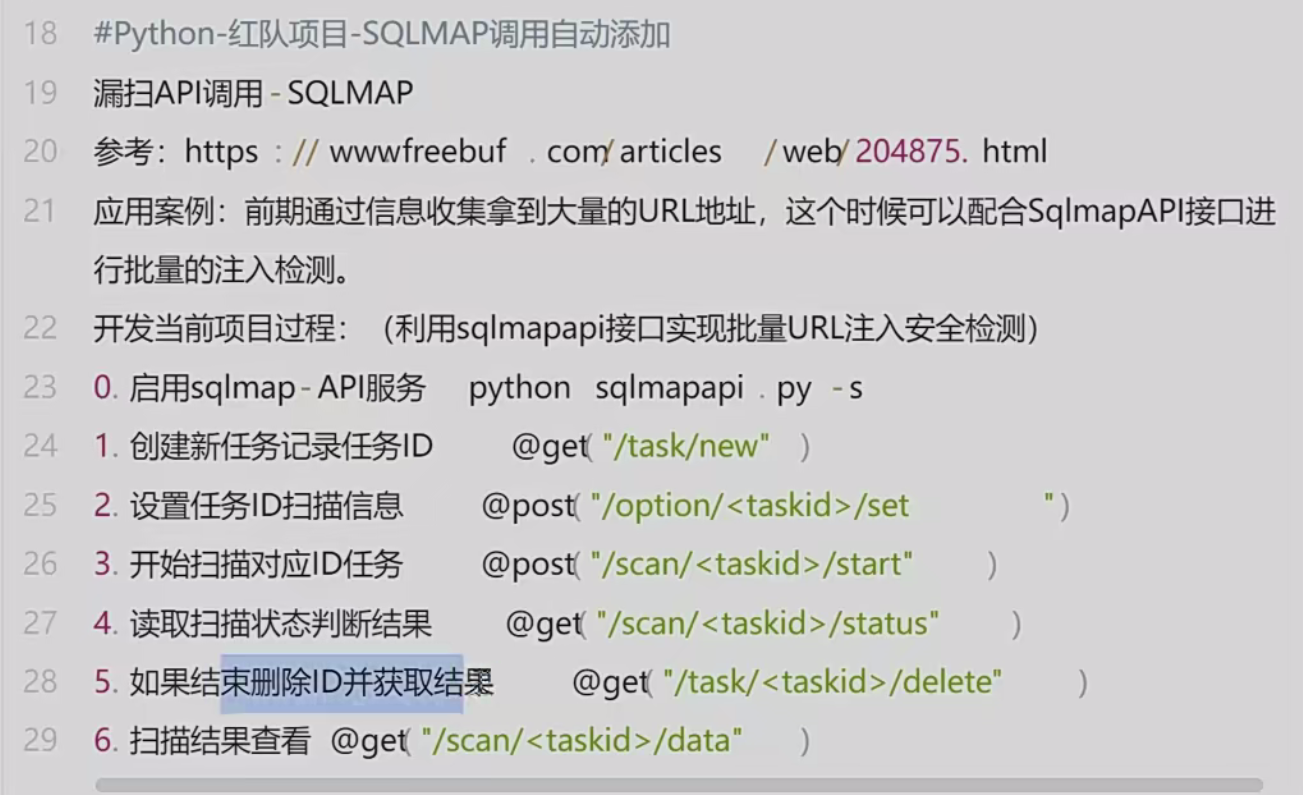 18 #Python-红队项目-SQLMAP调用自动添加
19 漏扫API调用-SQLMAP
20 参考：https://www.freebuf.com/articles/web/204875.html
21 应用案例：前期通过信息收集拿到大量的URL地址，这个时候可以配合SqlmapAPI接口进
行批量的注入检测。
22 开发当前项目过程：（利用sqlmapapi接口实现批量URL注入安全检测）
23 0.启用sqlmap-API服务 python sqlmapapi.py -s
24 1.创建新任务记录任务ID @get("/task/new")
25 2.设置任务ID扫描信息 @post("/option/<taskid>/set")
26 3.开始扫描对应ID任务 @post("/scan/<taskid>/start")
27 4.读取扫描状态判断结果 @get("/scan/<taskid>/status")
28 5.如果结束删除ID并获取结果 @get("/task/<taskid>/delete")
29 6.扫描结果查看 @get("/scan/<taskid>/data")